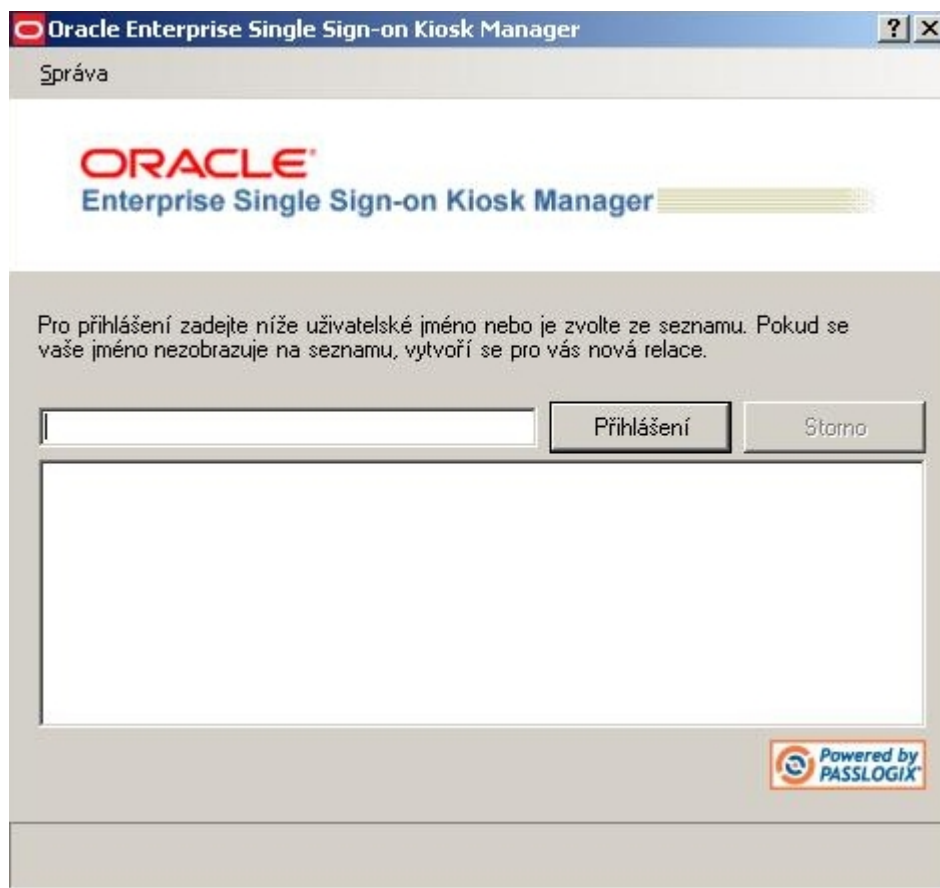 Oracle Enterprise Single Sign-on Kiosk Manager
Správa
ORACLE
Enterprise Single Sign-on Kiosk Manager
Pro přihlášení zadejte níže uživatelské jméno nebo je zvolte ze seznamu. Pokud se
vaše jméno nezobrazuje na seznamu, vytvoří se pro vás nová relace.
Přihlášení
Storno
Powered by
PASSLOGIX